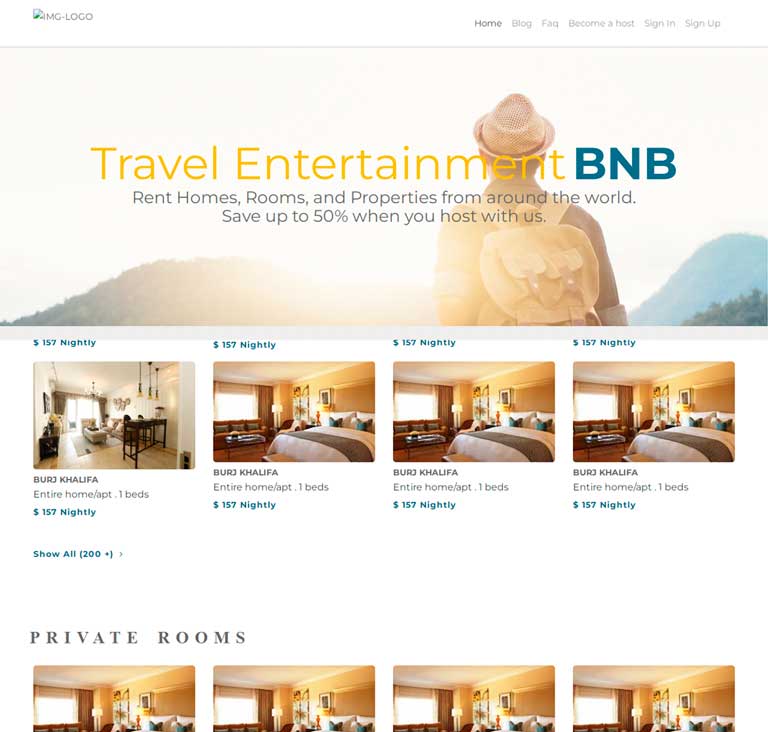 IMG-LOGO
Home Blog Faq Become a host Sign In Sign Up
Travel Entertainment BNB
Rent Homes, Rooms, and Properties from around the world.
Save up to 50% when you host with us.
$ 157 Nightly $ 157 Nightly $ 157 Nightly $ 157 Nightly
BURJ KHALIFA BURJ KHALIFA BURJ KHALIFA BURJ KHALIFA
Entire home/apt . 1 beds Entire home/apt . 1 beds Entire home/apt . 1 beds Entire home/apt . 1 beds
$ 157 Nightly $ 157 Nightly $ 157 Nightly $ 157 Nightly
Show All (200 +) >
PRIVATE ROOMS